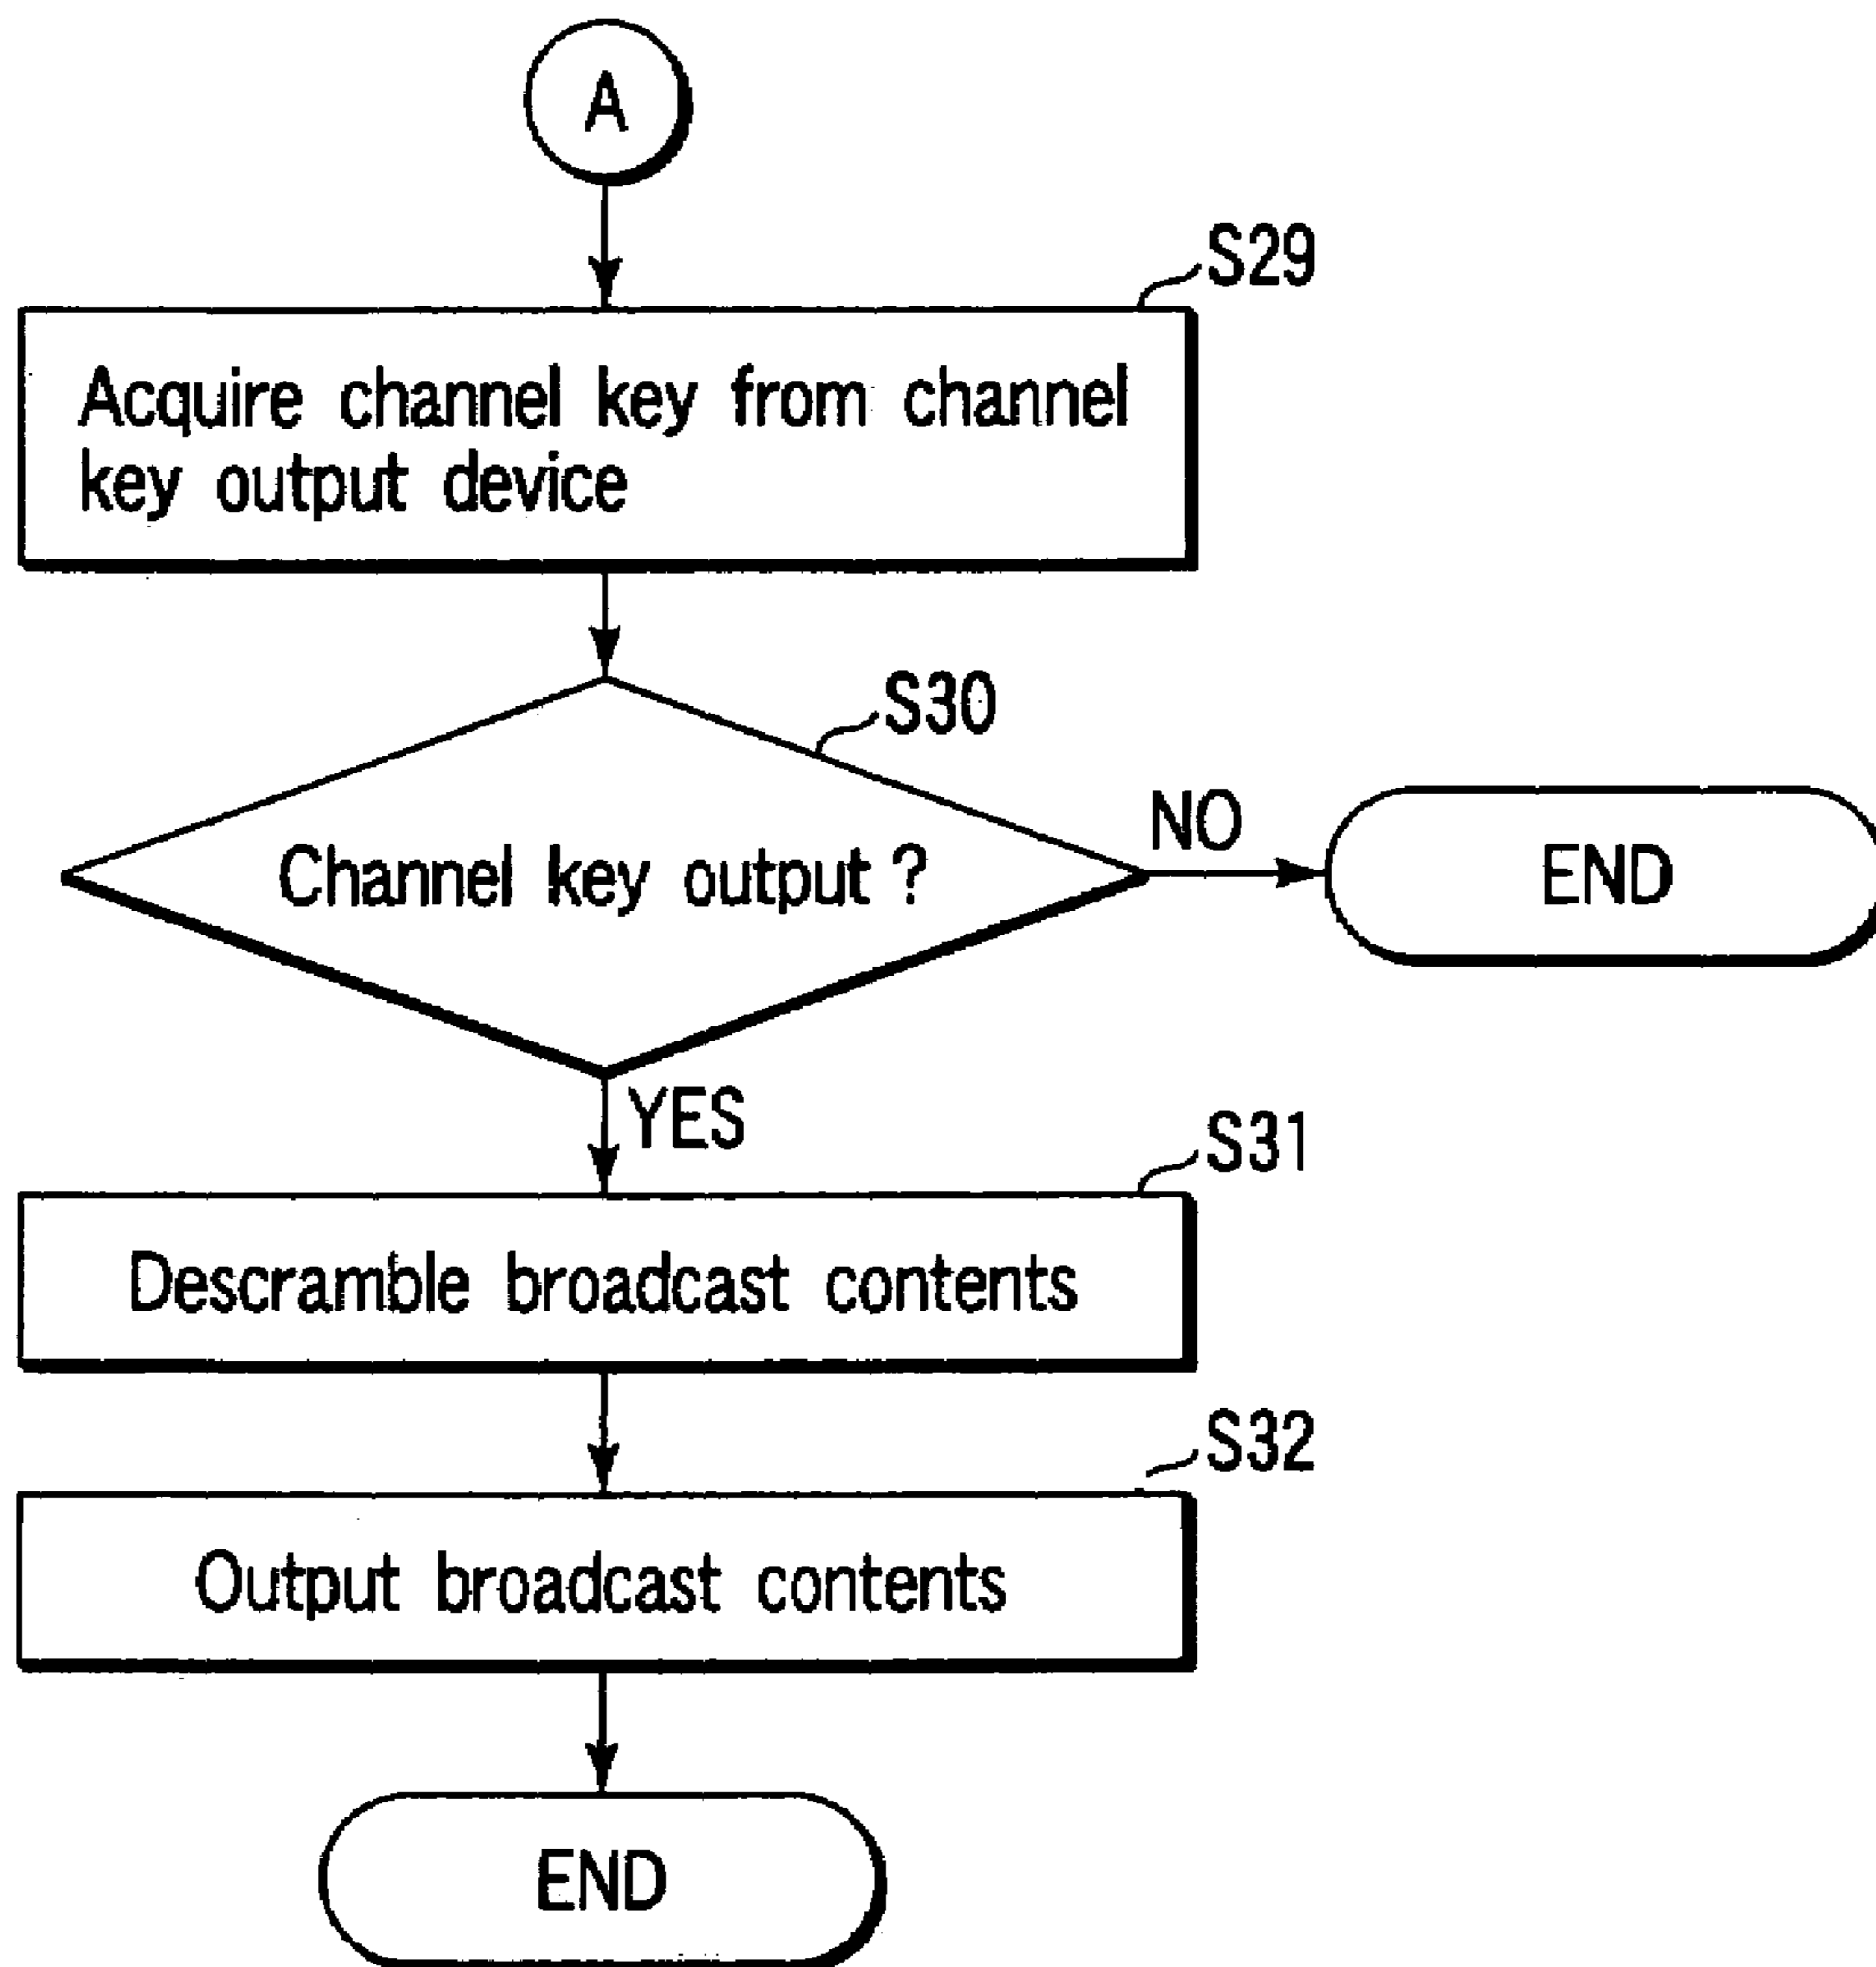 A
S29
Acquire channel key from channel
key output device
S30
Channel key output ?
NO
END
YES
S31
Descramble broadcast contents
S32
Output broadcast contents
END